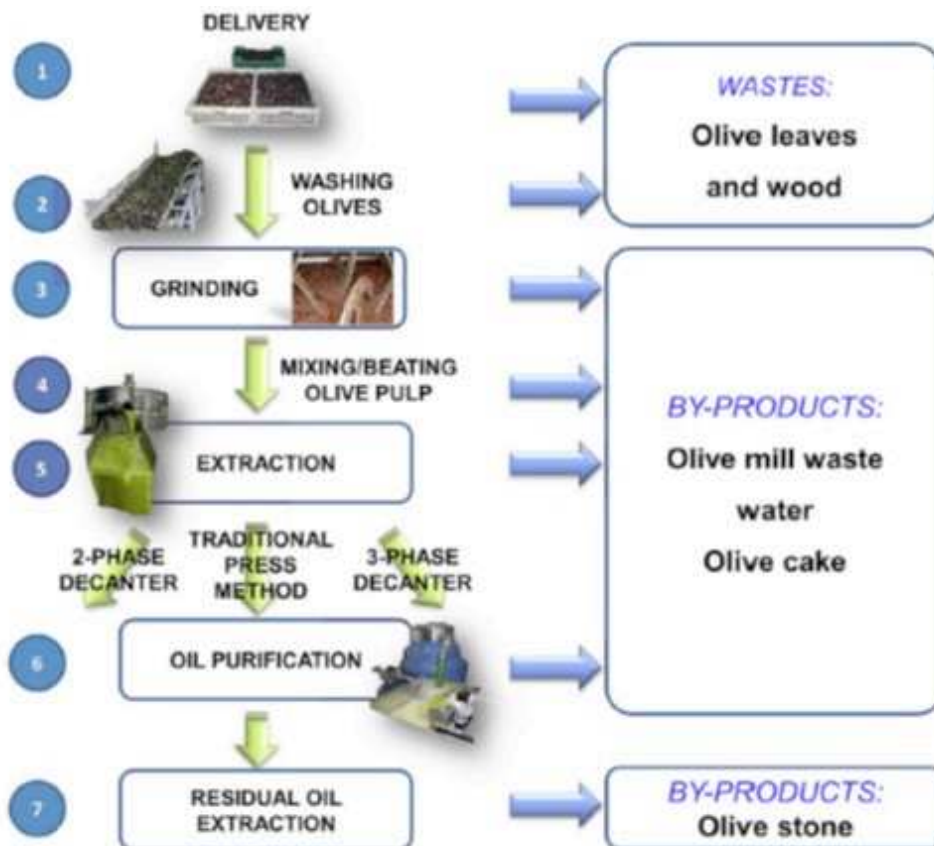 DELIVERY
1
WASTES:
Olive leaves
and wood
WASHING
OLIVES
2
3
GRINDING
MIXING/BEATING
OLIVE PULP
4
BY-PRODUCTS:
Olive mill waste
water
Olive cake
5
EXTRACTION
2-PHASE
DECANTER
TRADITIONAL
PRESS
METHOD
3-PHASE
DECANTER
6
OIL PURIFICATION
7
RESIDUAL OIL
EXTRACTION
BY-PRODUCTS:
Olive stone